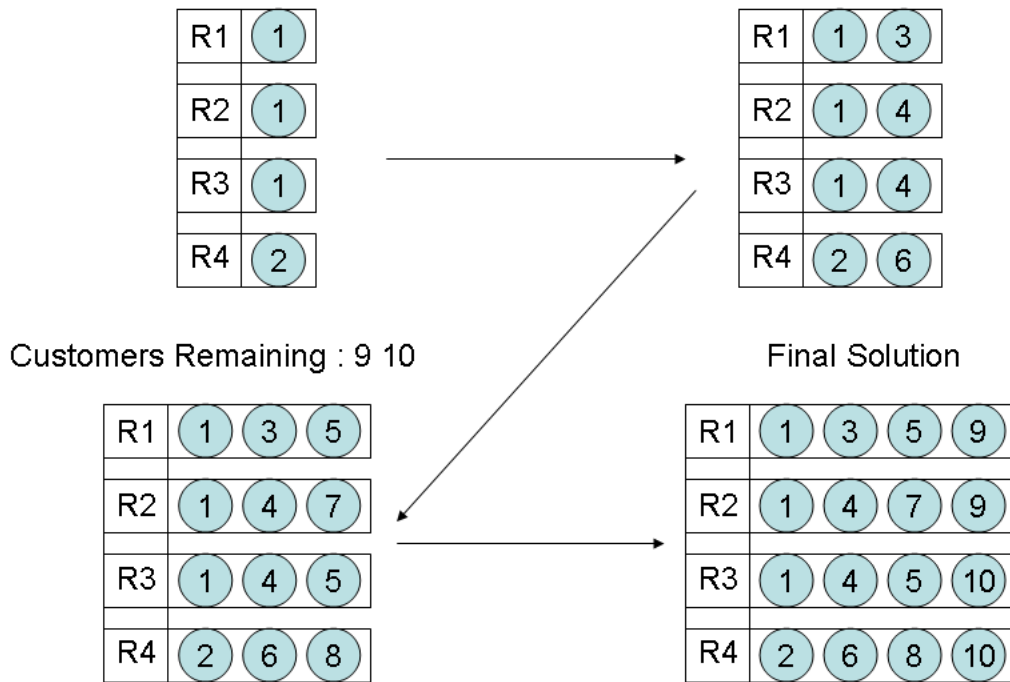 R1 1
R2 1
R3 1
R4 2
R1 1 3
R2 1 4
R3 1 4
R4 2 6
Customers Remaining : 9 10
R1 1 3 5
R2 1 4 7
R3 1 4 5
R4 2 6 8
Final Solution
R1 1 3 5 9
R2 1 4 7 9
R3 1 4 5 10
R4 2 6 8 10